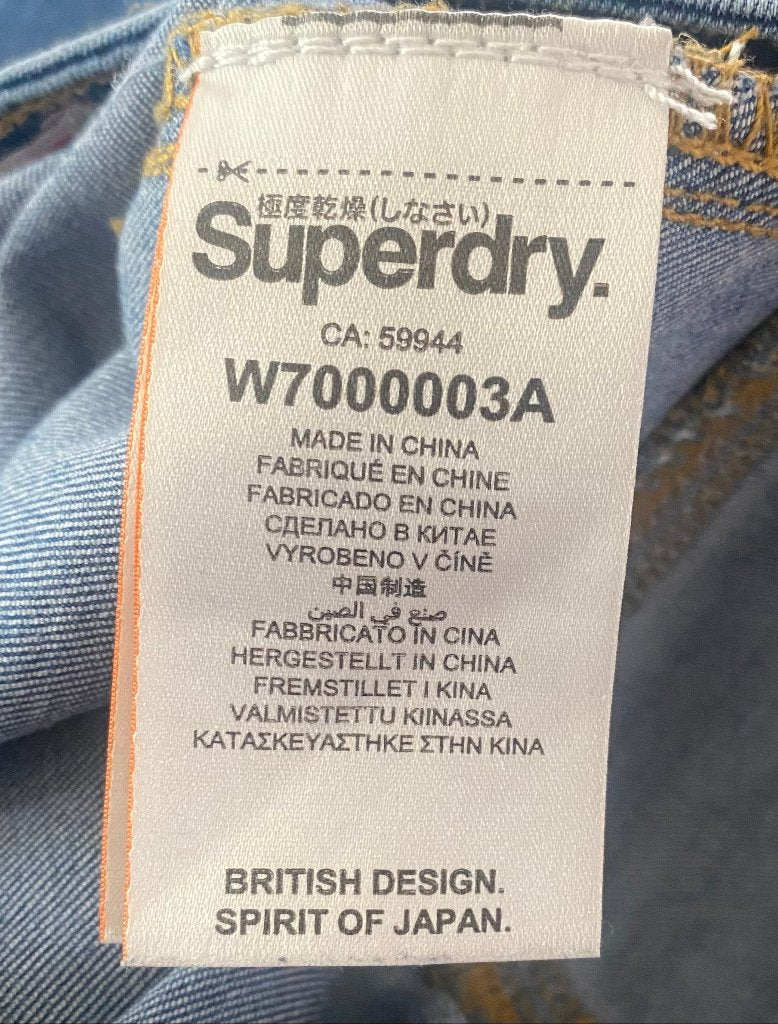 極度乾燥(しなさい)
Superdry.
CA: 59944
W7000003A
MADE IN CHINA
FABRIQUÉ EN CHINE
FABRICADO EN CHINA
СДЕЛАНО В КИТАЕ
VYROBENO V ČÍNĚ
中国制造
صنع في الصين
FABBRICATO IN CINA
HERGESTELLT IN CHINA
FREMSTILLET I KINA
VALMISTETTU KIINASSA
ΚΑΤΑΣΚΕΥΑΣΤΗΚΕ ΣΤΗΝ ΚΙΝΑ
BRITISH DESIGN.
SPIRIT OF JAPAN.